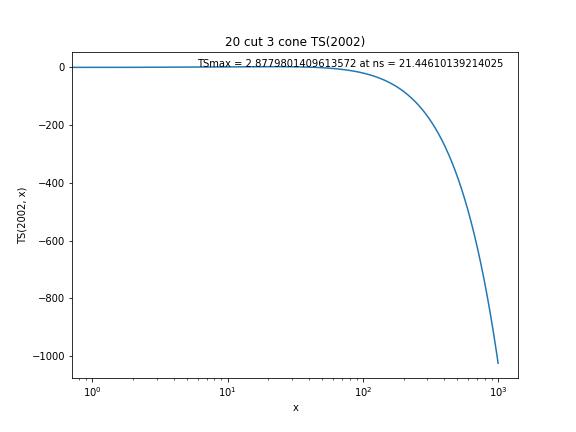 20 cut 3 cone TS(2002)
TSmax = 2.8779801409613572 at ns = 21.44610139214025
0
−200
−400
−600
−800
−1000
TS(2002, x)
10⁰
10¹
10²
10³
x